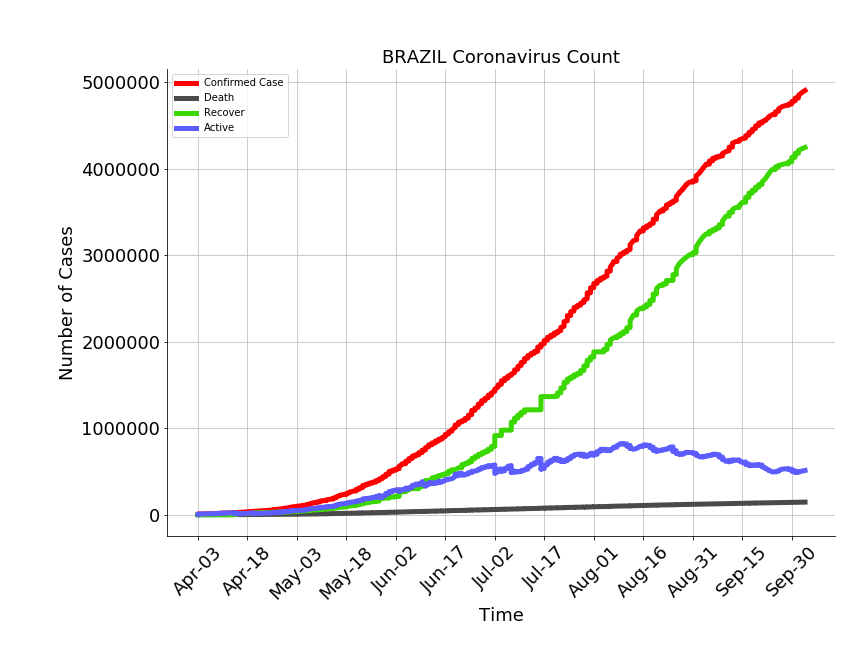 BRAZIL Coronavirus Count
Confirmed Case
Death
Recover
Active
5000000
4000000
3000000
2000000
1000000
0
Number of Cases
Apr-03
Apr-18
May-03
May-18
Jun-02
Jun-17
Jul-02
Jul-17
Aug-01
Aug-16
Aug-31
Sep-15
Sep-30
Time